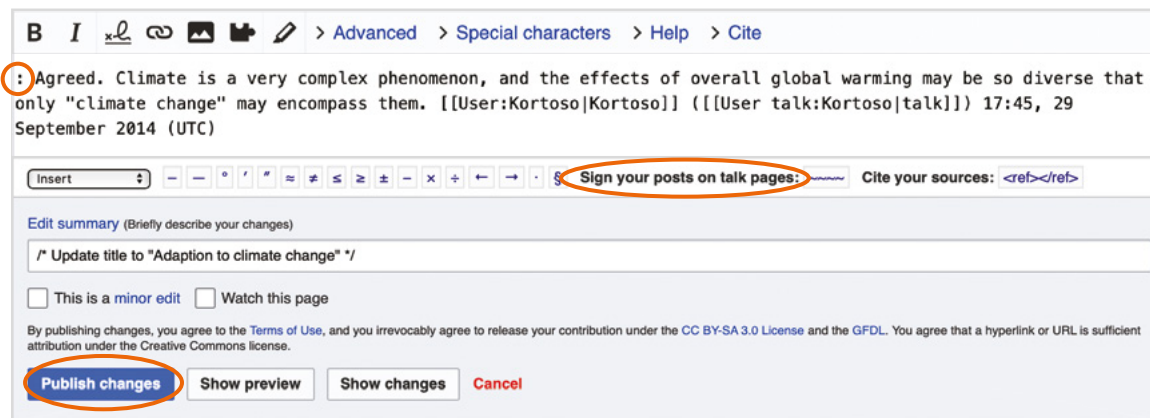 B I > Advanced > Special characters > Help > Cite
: Agreed. Climate is a very complex phenomenon, and the effects of overall global warming may be so diverse that
only "climate change" may encompass them. [[User:Kortoso|Kortoso]] ([[User talk:Kortoso|talk]]) 17:45, 29
September 2014 (UTC)
Insert – — ° ′ ″ ≈ ≠ ≤ ≥ ± − × ÷ ← → · § Sign your posts on talk pages: ~~~~ Cite your sources: <ref></ref>
Edit summary (Briefly describe your changes)
/* Update title to "Adaption to climate change" */
This is a minor edit Watch this page
By publishing changes, you agree to the Terms of Use, and you irrevocably agree to release your contribution under the CC BY-SA 3.0 License and the GFDL. You agree that a hyperlink or URL is sufficient
attribution under the Creative Commons license.
Publish changes Show preview Show changes Cancel